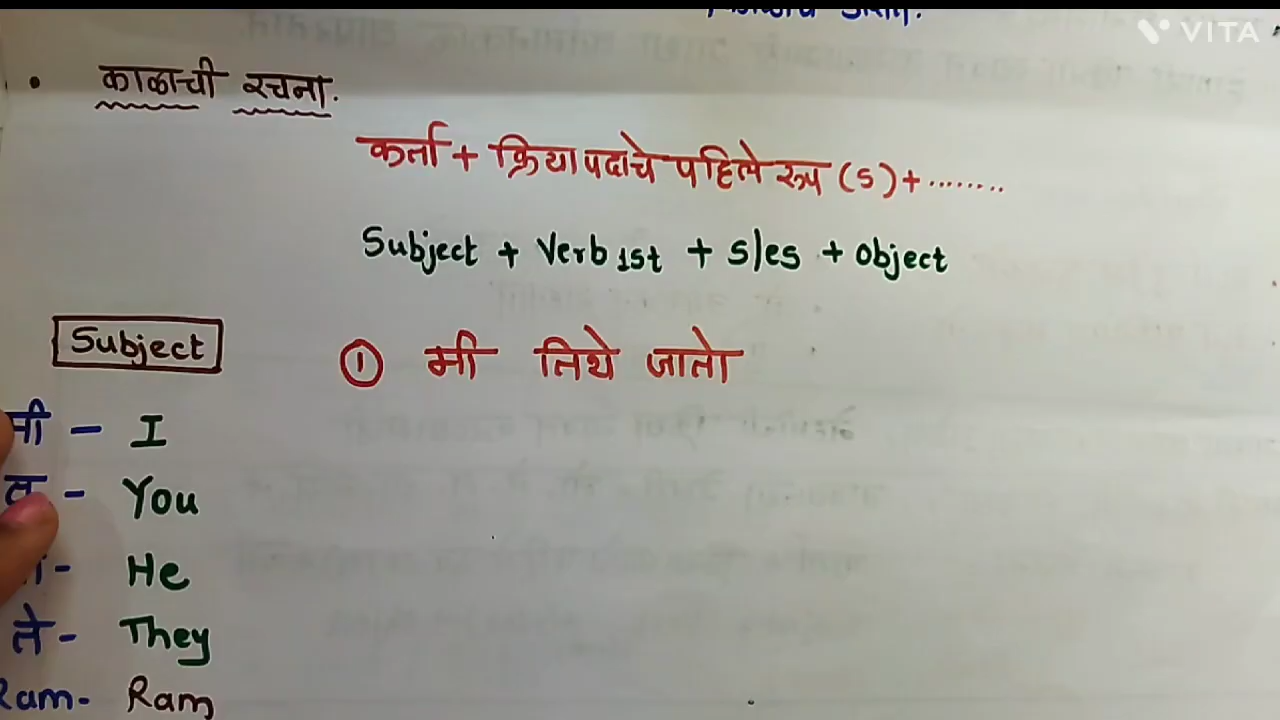 VITA
• काळाची रचना.
कर्ता + क्रियापदाचे पहिले रूप (s) + ........
Subject + Verb 1st + s/es + object
Subject
① मी तिथे जातो
मी - I
- You
- He
ते - They
Ram - Ram